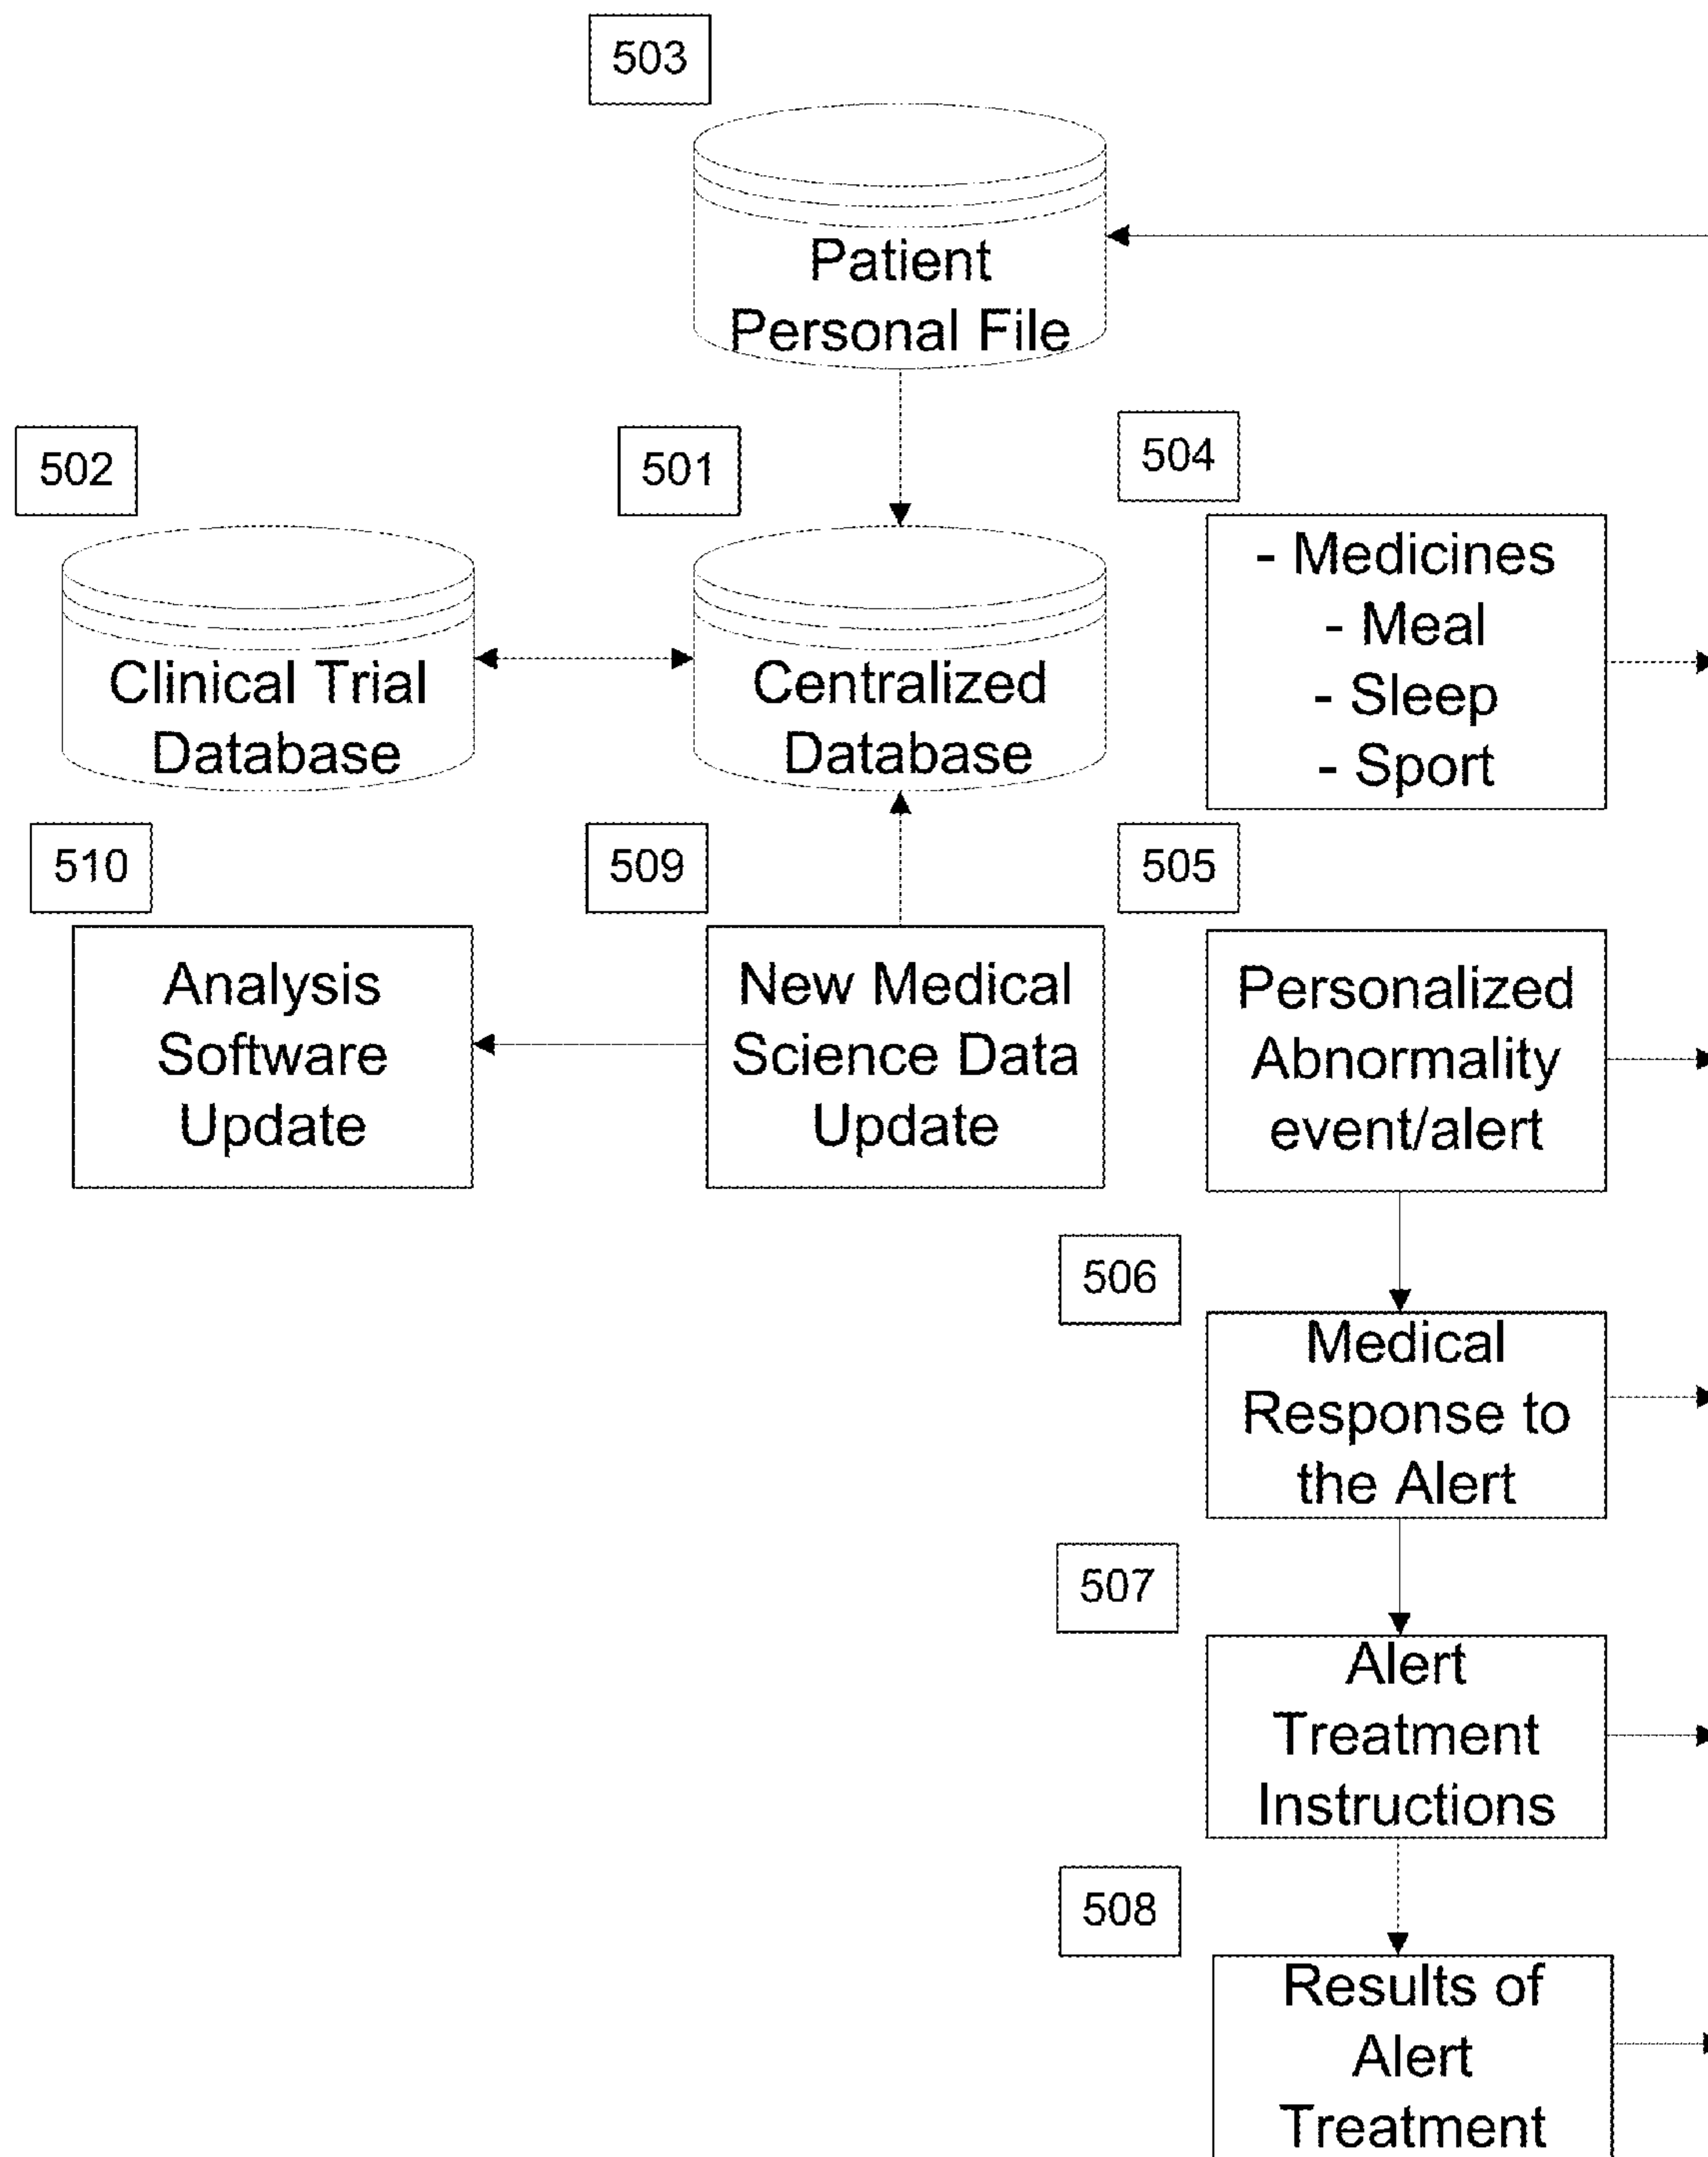 503
Patient
Personal File
502
501
504
Clinical Trial
Database
Centralized
Database
- Medicines
- Meal
- Sleep
- Sport
510
509
505
Analysis
Software
Update
New Medical
Science Data
Update
Personalized
Abnormality
event/alert
506
Medical
Response to
the Alert
507
Alert
Treatment
Instructions
508
Results of
Alert
Treatment